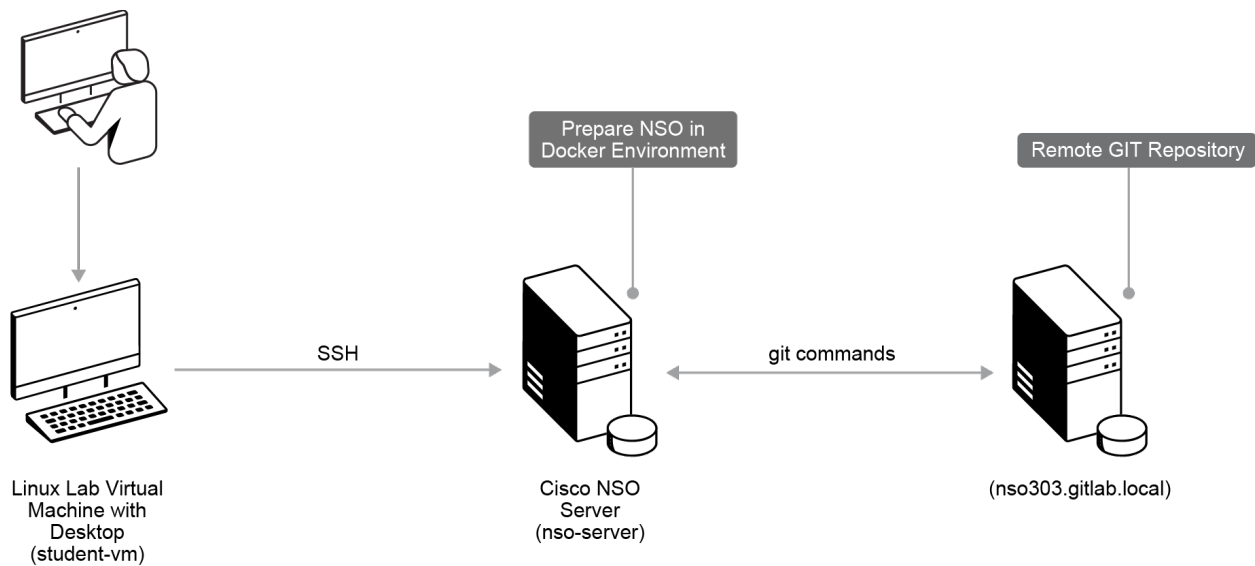 Prepare NSO in
Docker Environment
Remote GIT Repository
SSH
git commands
Linux Lab Virtual
Machine with
Desktop
(student-vm)
Cisco NSO
Server
(nso-server)
(nso303.gitlab.local)